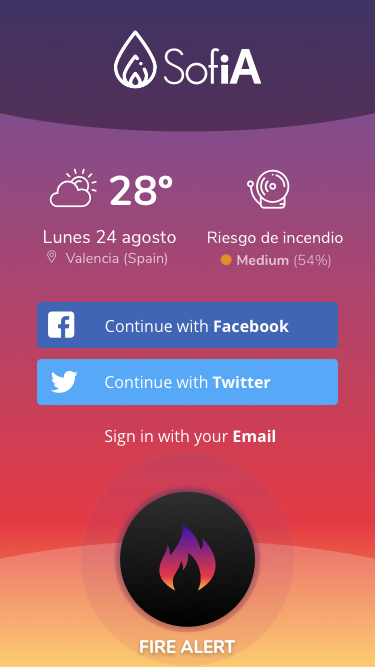 SofiA
28º
Lunes 24 agosto
Valencia (Spain)
Riesgo de incendio
Medium (54%)
Continue with Facebook
Continue with Twitter
Sign in with your Email
FIRE ALERT